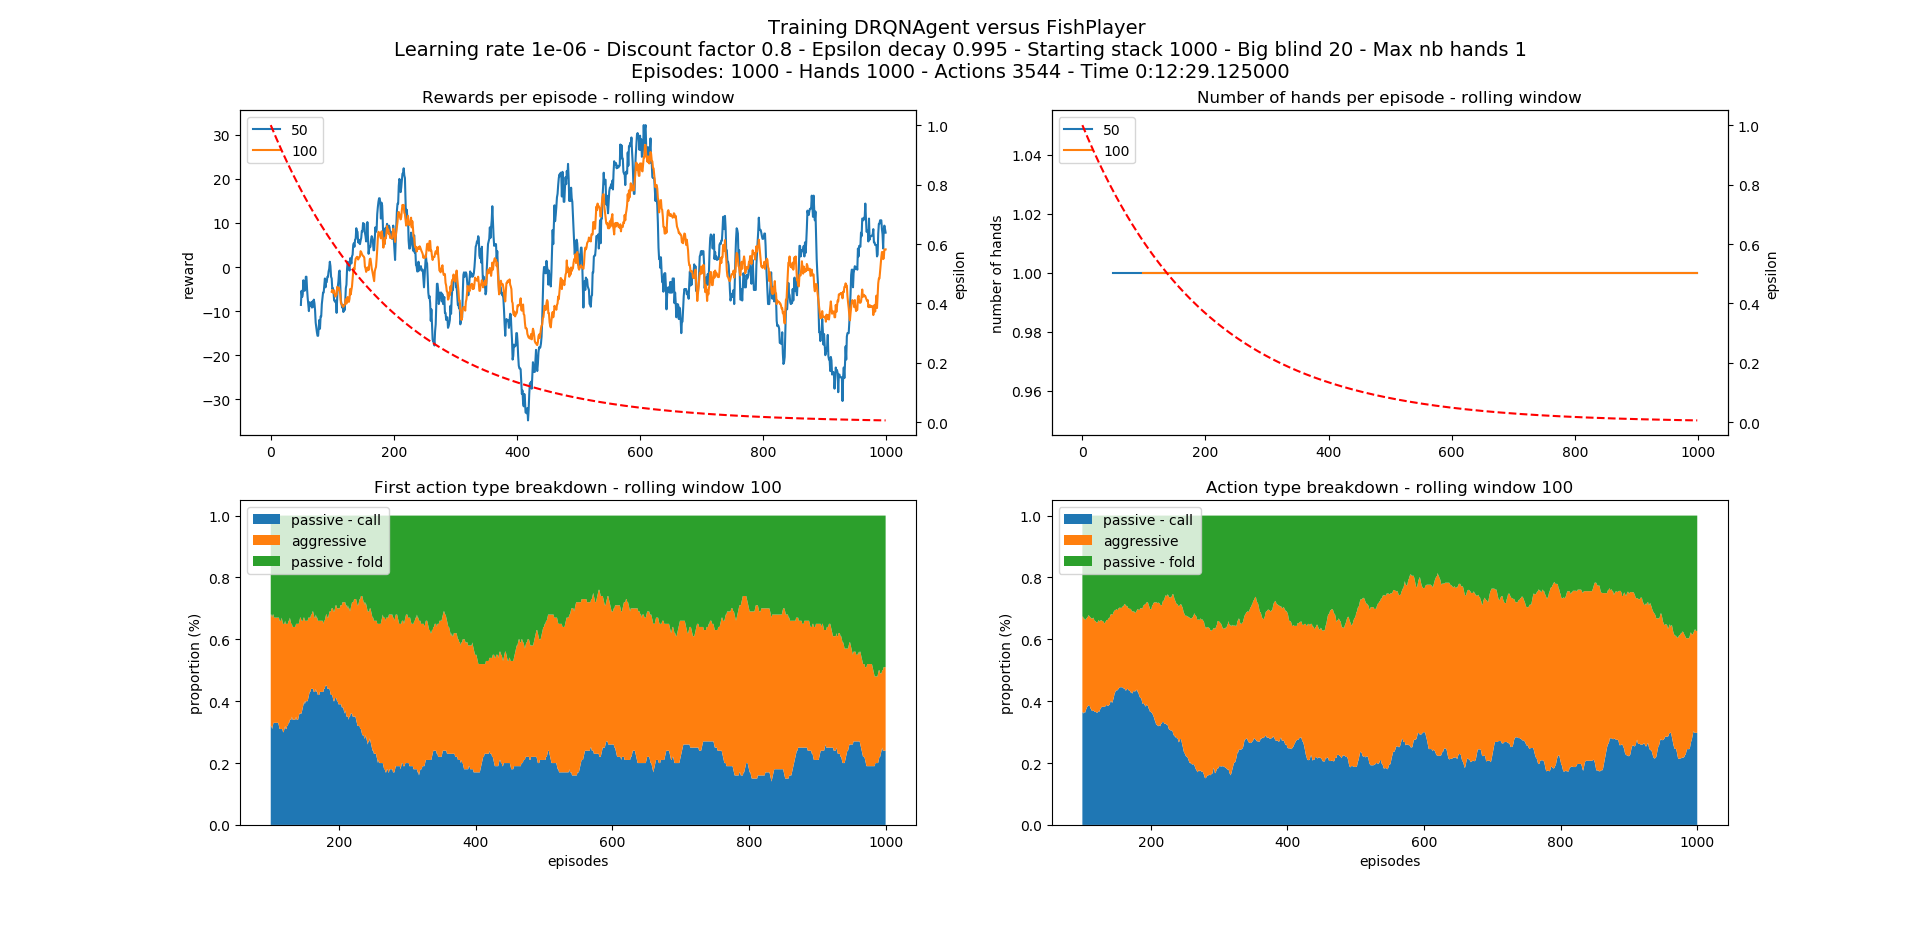 Training DRQNAgent versus FishPlayer
Learning rate 1e-06 - Discount factor 0.8 - Epsilon decay 0.995 - Starting stack 1000 - Big blind 20 - Max nb hands 1
Episodes: 1000 - Hands 1000 - Actions 3544 - Time 0:12:29.125000
Rewards per episode - rolling window
50
100
30
20
10
0
−10
−20
−30
reward
1.0
0.8
0.6
0.4
0.2
0.0
epsilon
0 200 400 600 800 1000
Number of hands per episode - rolling window
50
100
1.04
1.02
1.00
0.98
0.96
number of hands
1.0
0.8
0.6
0.4
0.2
0.0
epsilon
0 200 400 600 800 1000
First action type breakdown - rolling window 100
passive - call
aggressive
passive - fold
1.0
0.8
0.6
0.4
0.2
0.0
proportion (%)
200 400 600 800 1000
episodes
Action type breakdown - rolling window 100
passive - call
aggressive
passive - fold
1.0
0.8
0.6
0.4
0.2
0.0
proportion (%)
200 400 600 800 1000
episodes